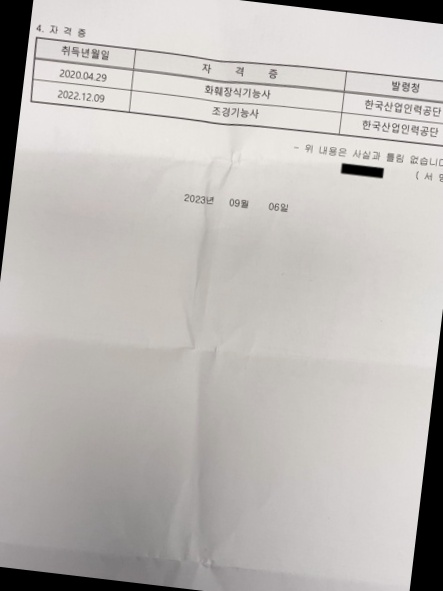 4. 자 격 증
취득년월일 자 격 증 발령청
2020.04.29 화훼장식기능사 한국산업인력공단
2022.12.09 조경기능사 한국산업인력공단
- 위 내용은 사실과 틀림 없습니다
( 서 명
2023년 09월 06일